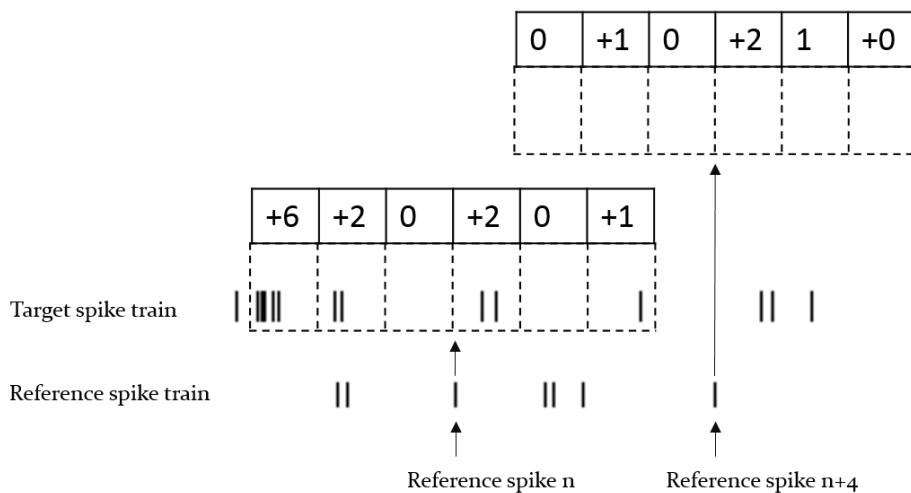 0 +1 0 +2 1 +0
+6 +2 0 +2 0 +1
Target spike train
Reference spike train
Reference spike n
Reference spike n+4